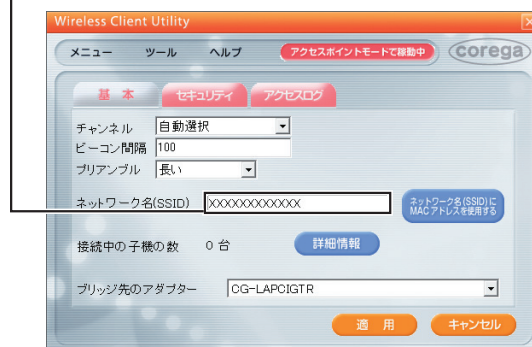 Wireless Client Utility
メニュー ツール ヘルプ アクセスポイントモードで稼動中 corega
基本 セキュリティ アクセスログ
チャンネル 自動選択
ビーコン間隔 100
プリアンブル 長い
ネットワーク名(SSID) XXXXXXXXXXXX ネットワーク名(SSID)に
MACアドレスを使用する
接続中の子機の数 0 台 詳細情報
ブリッジ先のアダプター CG-LAPCIGTR
適用 キャンセル